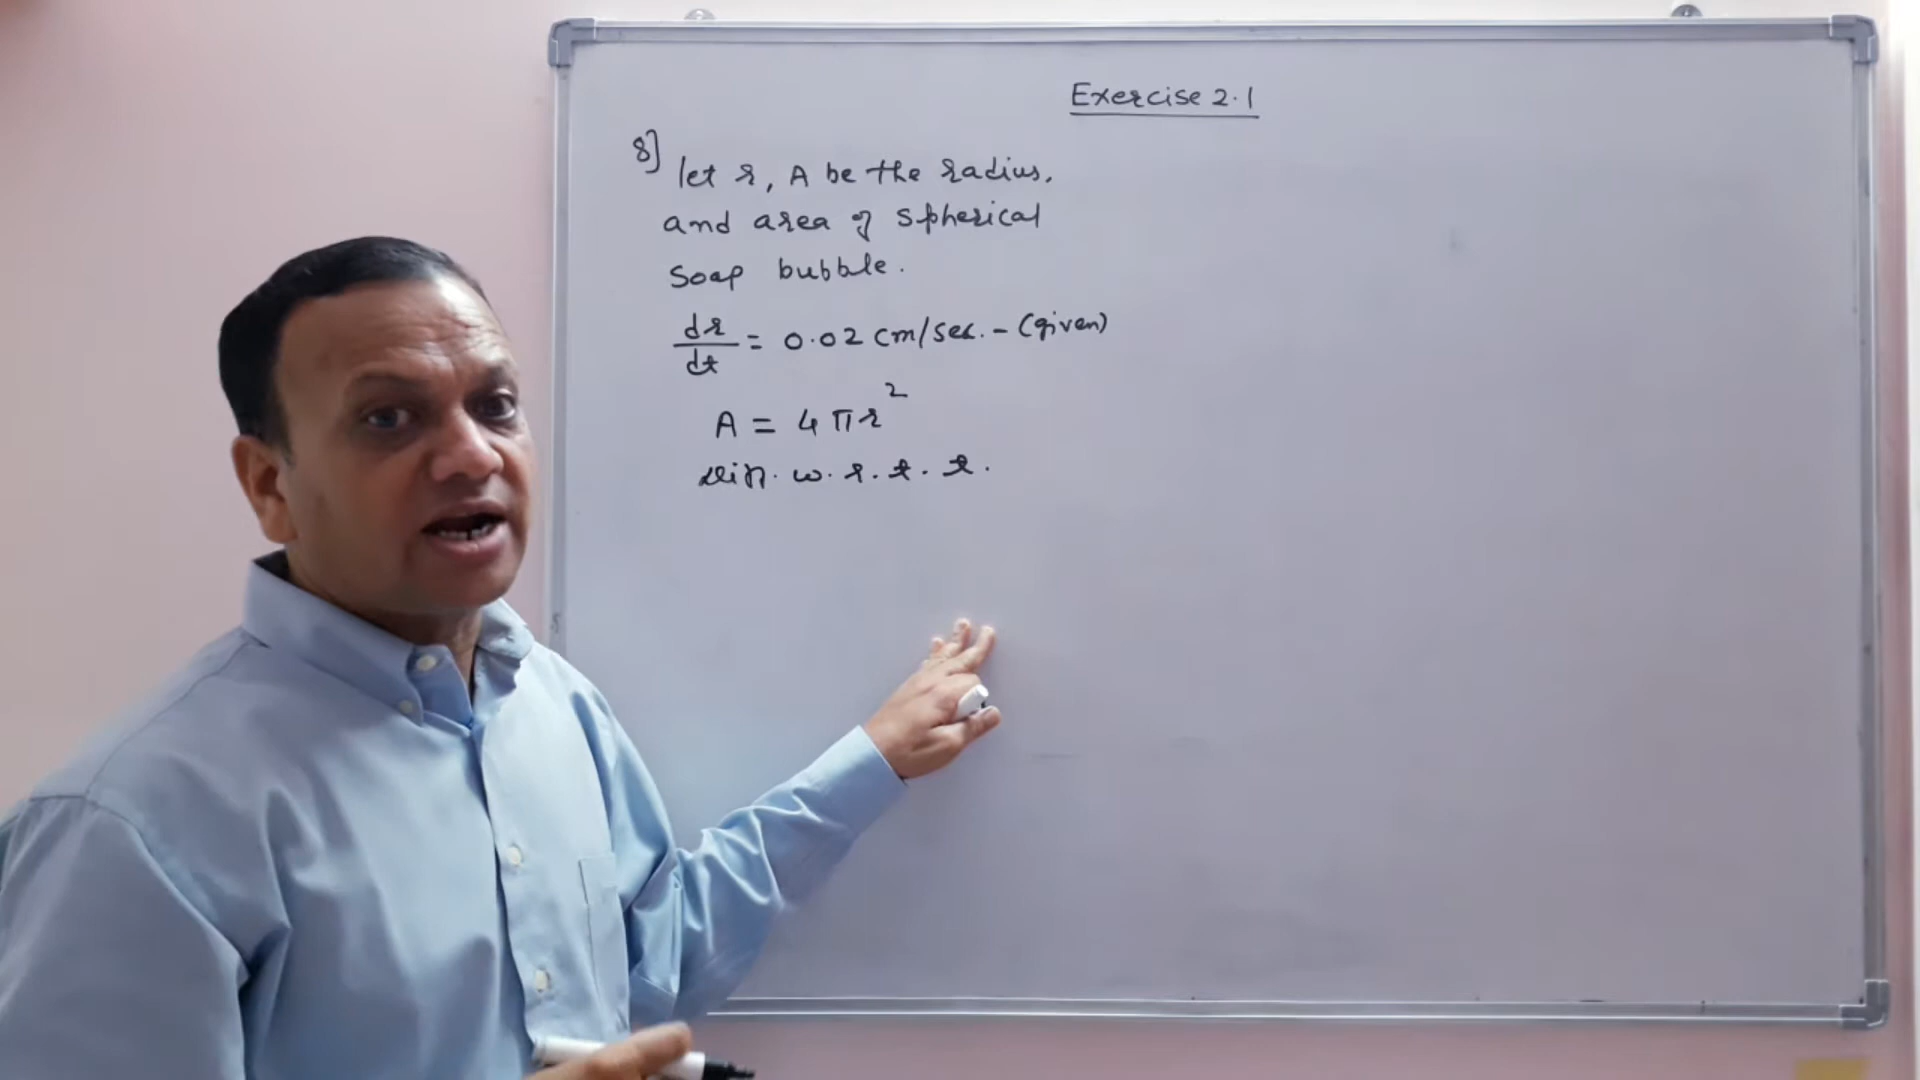 Exercise 2.1
8]
let r, A be the radius,
and area of spherical
soap bubble.
dr/dt = 0.02 cm/sec. - (given)
A = 4πr²
diff. w. r. t. t.